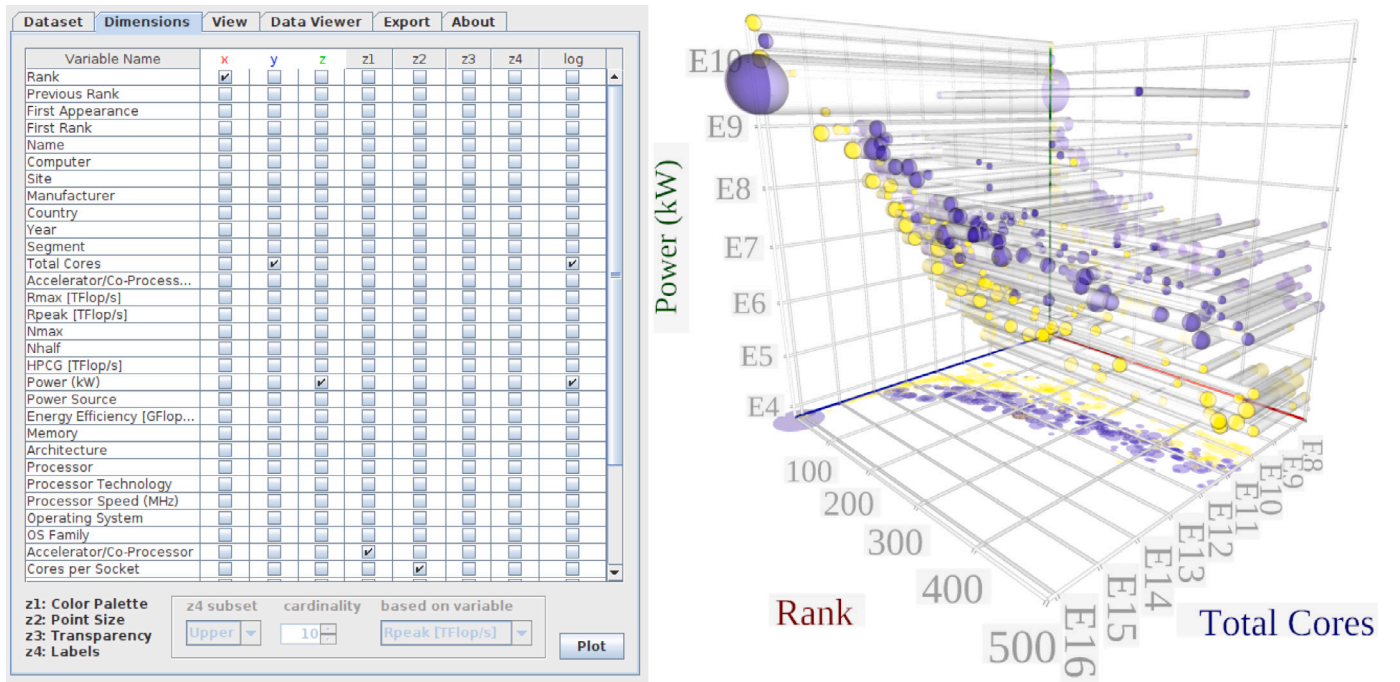 Dataset Dimensions View Data Viewer Export About
Variable Name x y z z1 z2 z3 z4 log
Rank
Previous Rank
First Appearance
First Rank
Name
Computer
Site
Manufacturer
Country
Year
Segment
Total Cores
Accelerator/Co-Process...
Rmax [TFlop/s]
Rpeak [TFlop/s]
Nmax
Nhalf
HPCG [TFlop/s]
Power (kW)
Power Source
Energy Efficiency [GFlop...
Memory
Architecture
Processor
Processor Technology
Processor Speed (MHz)
Operating System
OS Family
Accelerator/Co-Processor
Cores per Socket
z1: Color Palette
z2: Point Size
z3: Transparency
z4: Labels
z4 subset cardinality based on variable
Upper 10 Rpeak [TFlop/s]
Plot
Power (kW)
E10
E9
E8
E7
E6
E5
E4
100
200
300
400
500
Rank
E8
E9
E10
E11
E12
E13
E14
E15
E16
Total Cores